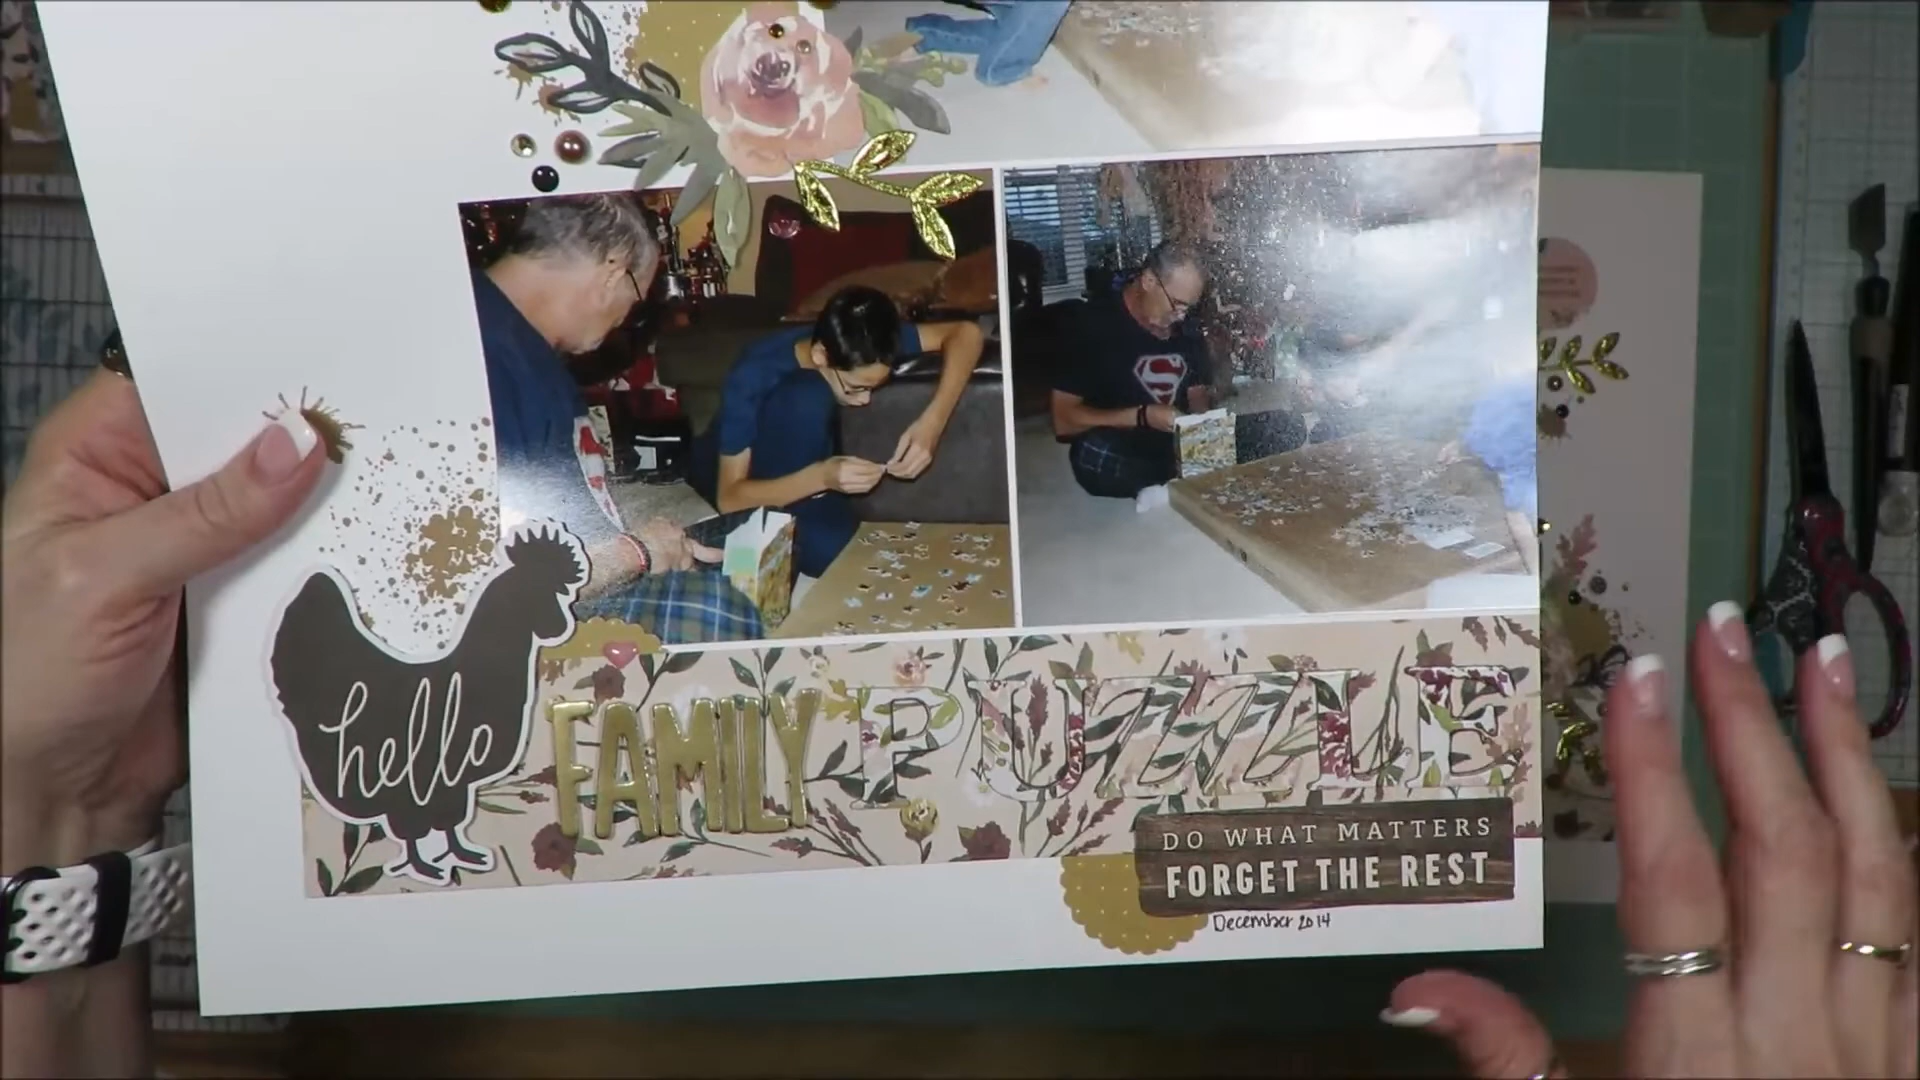 S
hello
FAMILY PUZZLE
DO WHAT MATTERS
FORGET THE REST
December 2014